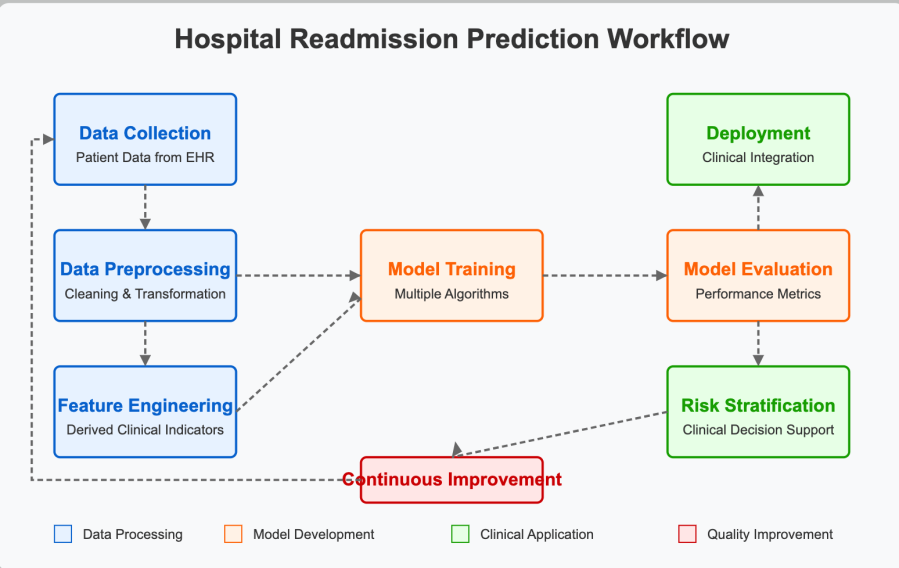 Hospital Readmission Prediction Workflow
Data Collection
Patient Data from EHR
Deployment
Clinical Integration
Data Preprocessing
Cleaning & Transformation
Model Training
Multiple Algorithms
Model Evaluation
Performance Metrics
Feature Engineering
Derived Clinical Indicators
Risk Stratification
Clinical Decision Support
Continuous Improvement
Data Processing
Model Development
Clinical Application
Quality Improvement